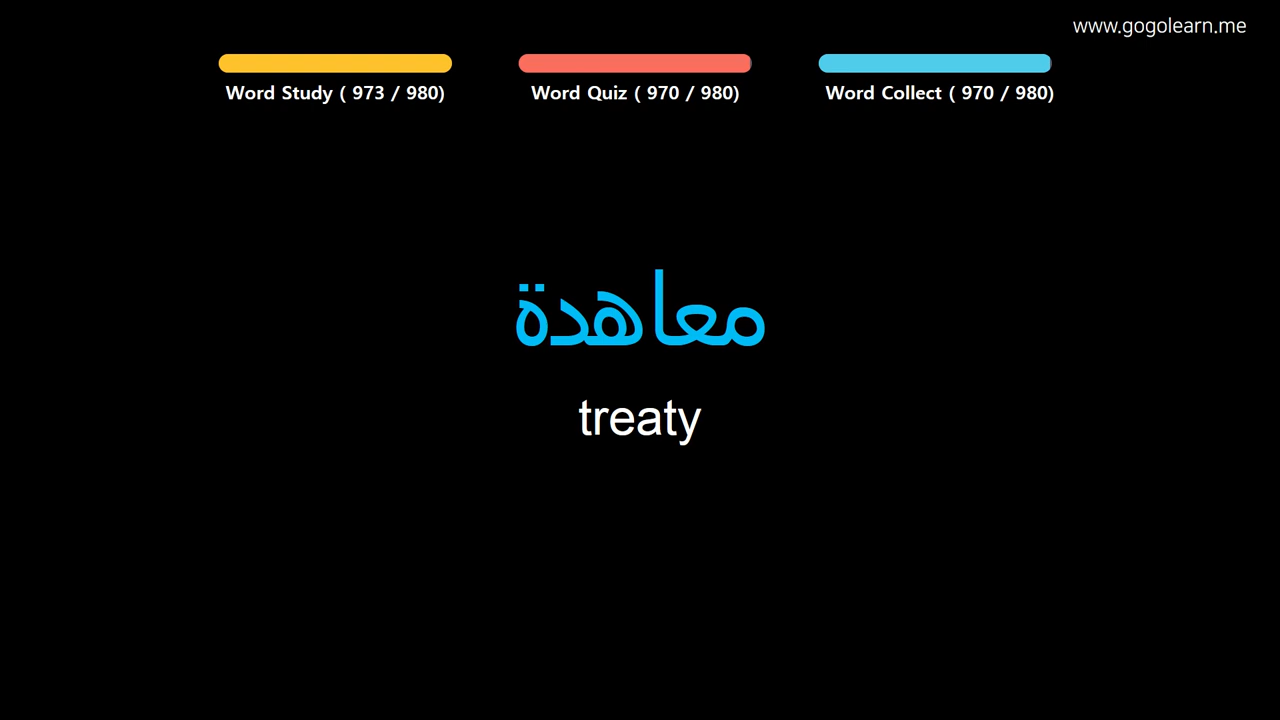 www.gogolearn.me
Word Study ( 973 / 980)
Word Quiz ( 970 / 980)
Word Collect ( 970 / 980)
معاهدة
treaty